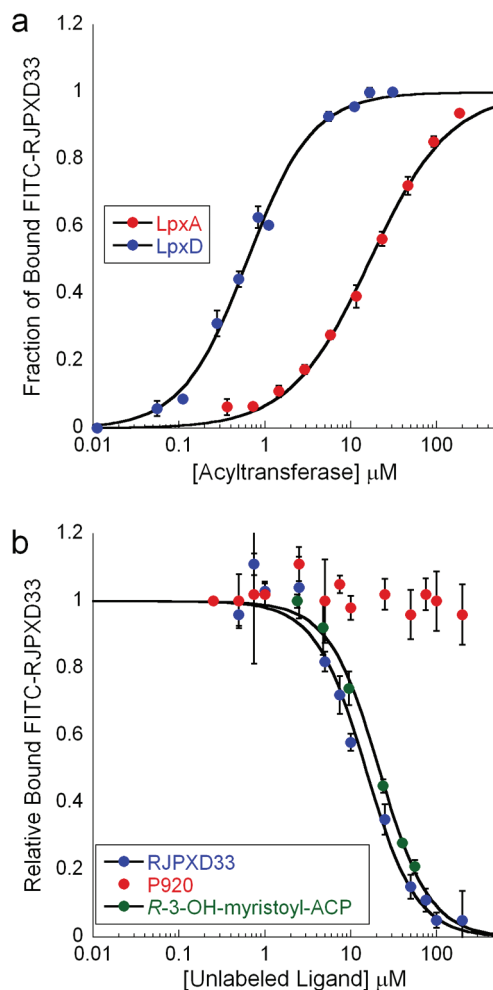 a
1.2
1
0.8
0.6
0.4
0.2
0
Fraction of Bound FITC-RJPXD33
LpxA
LpxD
0.01 0.1 1 10 100
[Acyltransferase] μM
b
1.2
1
0.8
0.6
0.4
0.2
0
Relative Bound FITC-RJPXD33
RJPXD33
P920
R-3-OH-myristoyl-ACP
0.01 0.1 1 10 100
[Unlabeled Ligand] μM